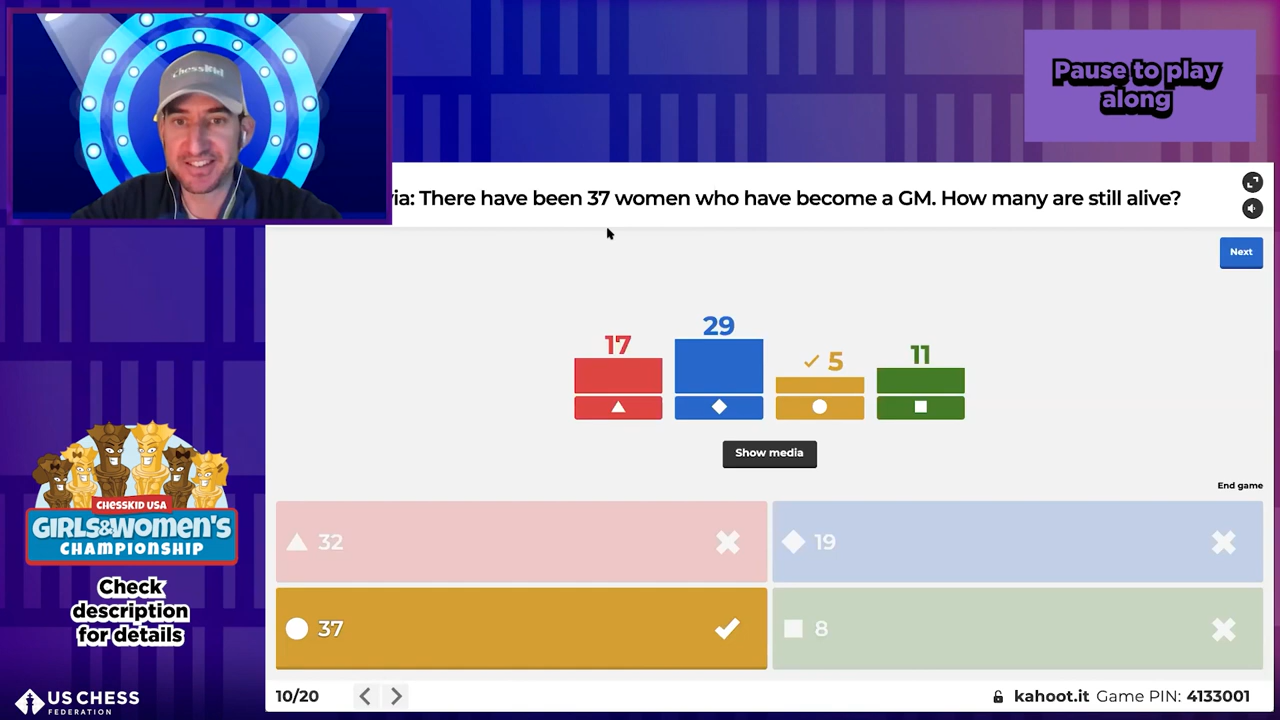 ChessKid
Pause to play
along
ia: There have been 37 women who have become a GM. How many are still alive?
Next
17
29
5
11
Show media
End game
32
19
37
8
CHESSKID USA
GIRLS&WOMEN'S
CHAMPIONSHIP
Check
description
for details
US CHESS
FEDERATION
10/20
kahoot.it Game PIN: 4133001